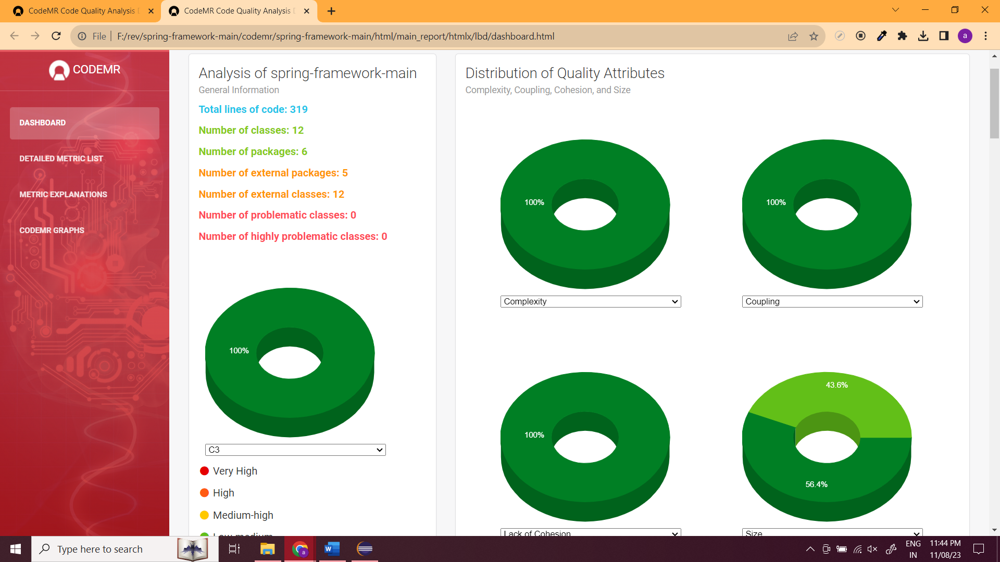 CodeMR Code Quality Analysis
CodeMR Code Quality Analysis
File | F:/rev/spring-framework-main/codemr/spring-framework-main/html/main_report/htmlx/lbd/dashboard.html
a
CODEMR
DASHBOARD
DETAILED METRIC LIST
METRIC EXPLANATIONS
CODEMR GRAPHS
Analysis of spring-framework-main
General Information
Total lines of code: 319
Number of classes: 12
Number of packages: 6
Number of external packages: 5
Number of external classes: 12
Number of problematic classes: 0
Number of highly problematic classes: 0
100%
C3
Very High
High
Medium-high
Low-medium
Distribution of Quality Attributes
Complexity, Coupling, Cohesion, and Size
100%
Complexity
100%
Coupling
100%
Lack of Cohesion
43.6%
56.4%
Size
Type here to search
a
W
ENG
IN
11:44 PM
11/08/23